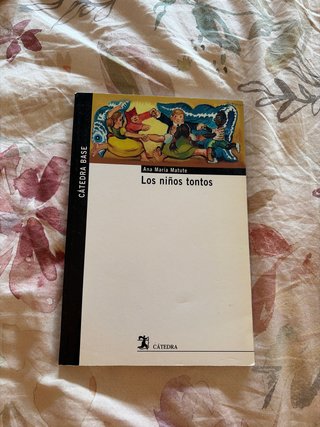 CÁTEDRA BASE
Ana María Matute
Los niños tontos
CÁTEDRA